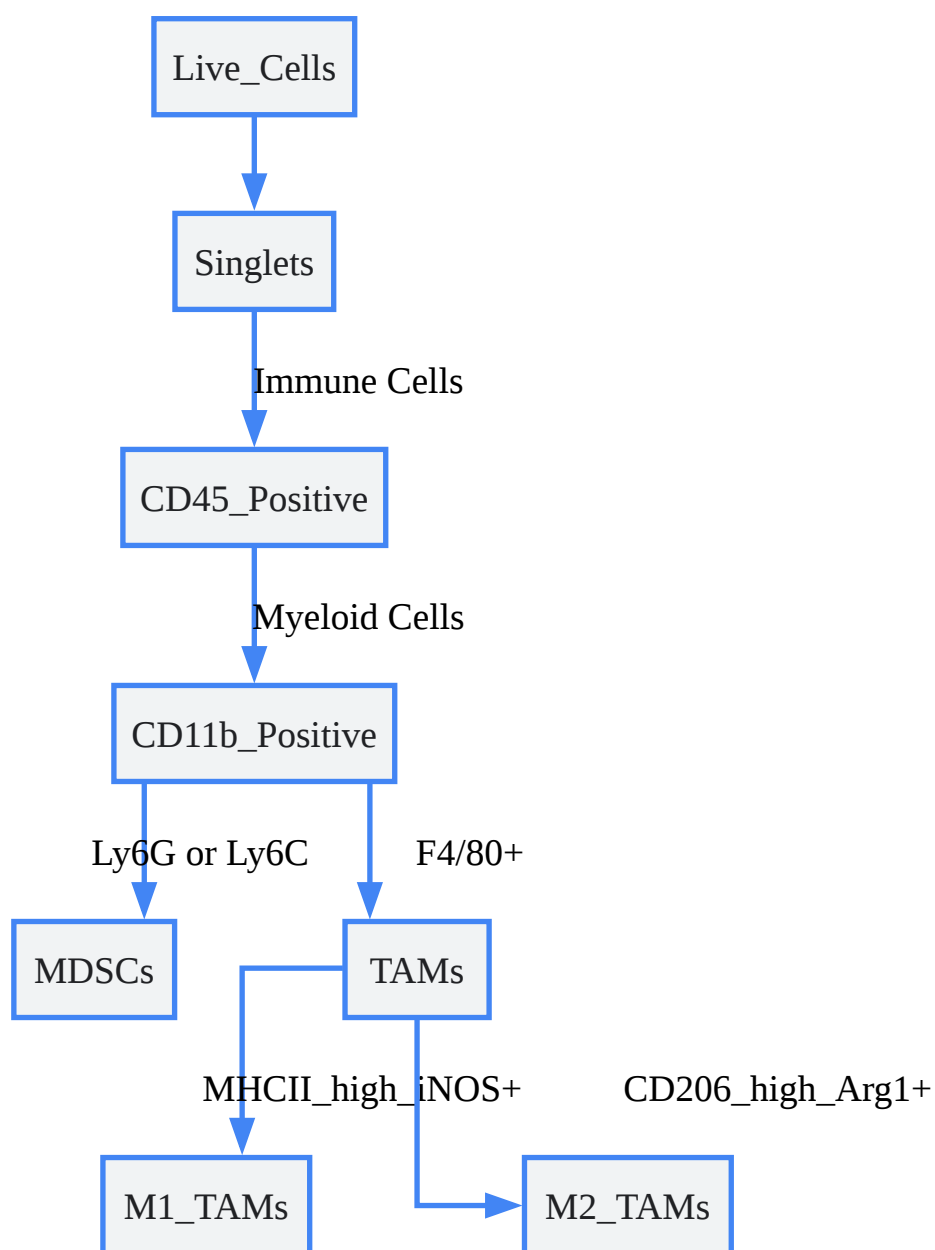 Live_Cells
Singlets
Immune Cells
CD45_Positive
Myeloid Cells
CD11b_Positive
Ly6G or Ly6C
F4/80+
MDSCs
TAMs
MHCII_high_iNOS+
CD206_high_Arg1+
M1_TAMs
M2_TAMs